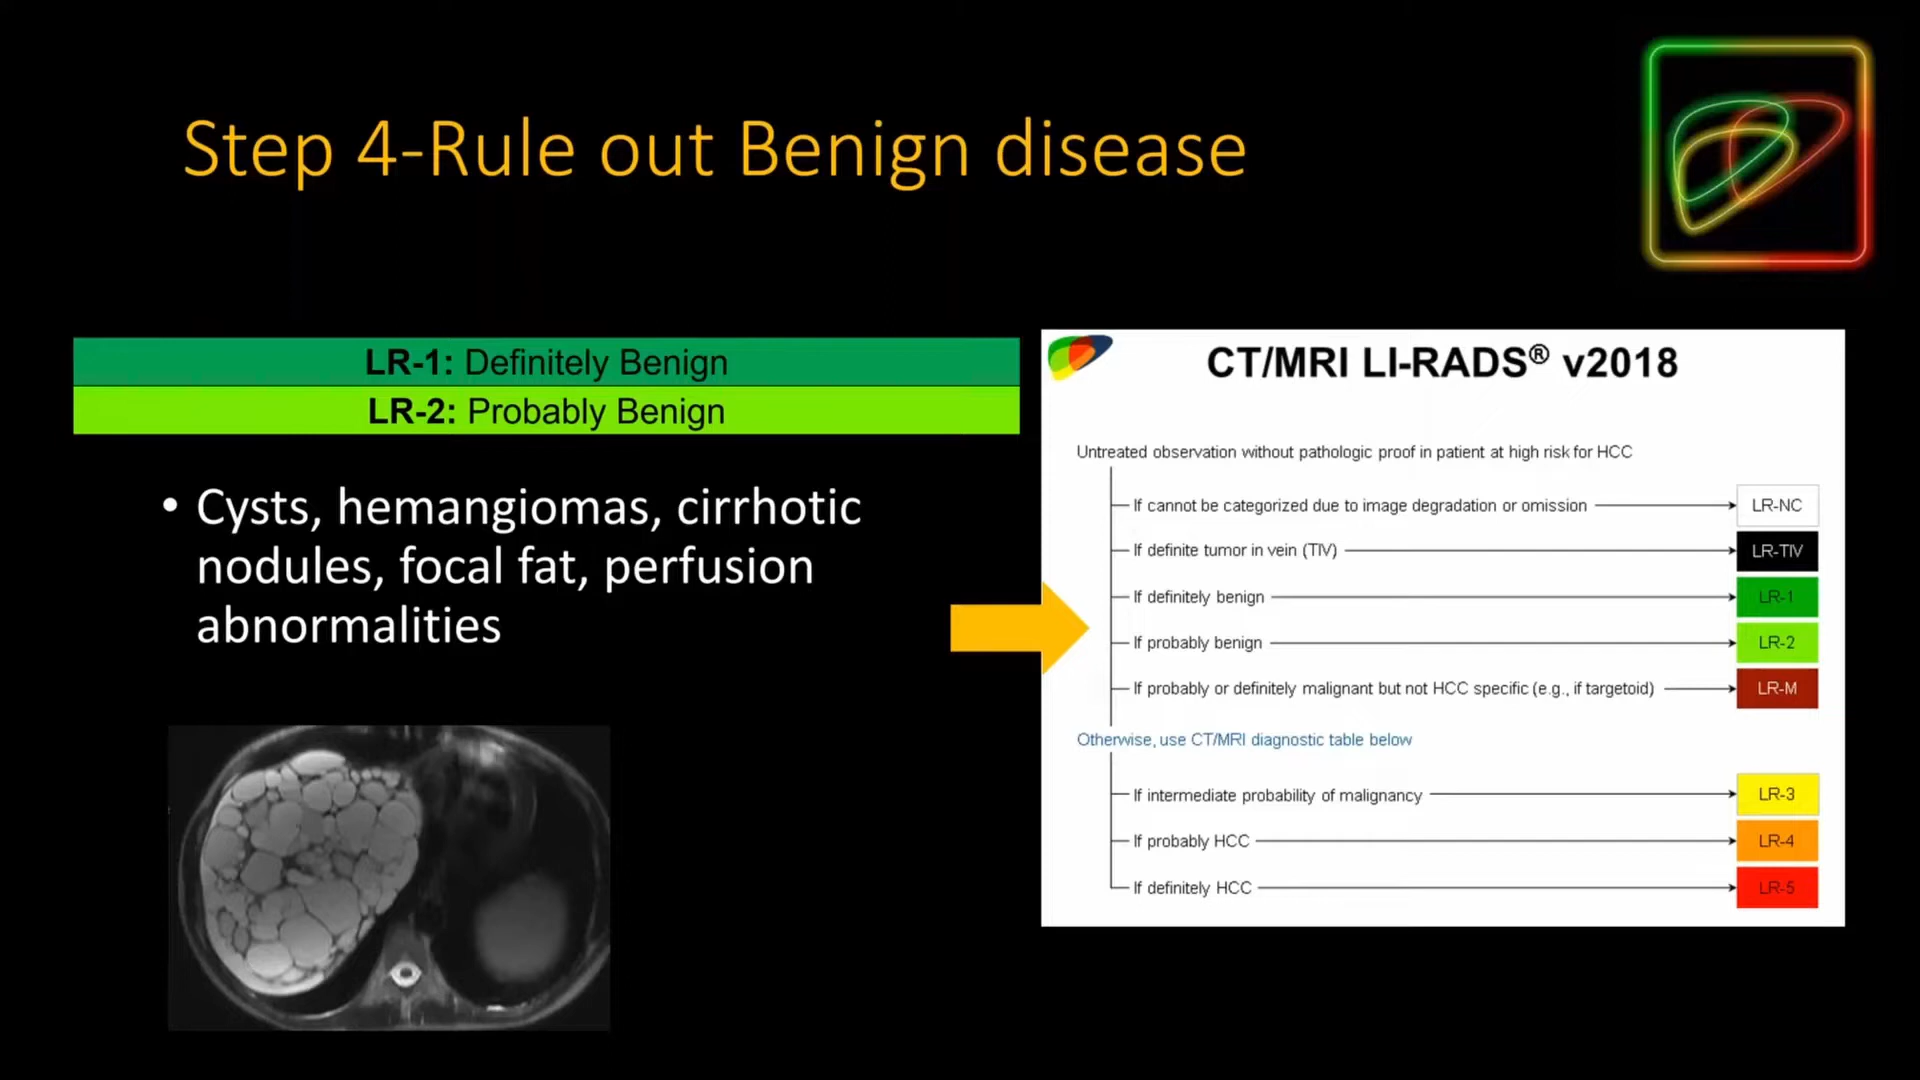 Step 4-Rule out Benign disease
LR-1: Definitely Benign
LR-2: Probably Benign
• Cysts, hemangiomas, cirrhotic
nodules, focal fat, perfusion
abnormalities
CT/MRI LI-RADS® v2018
Untreated observation without pathologic proof in patient at high risk for HCC
If cannot be categorized due to image degradation or omission LR-NC
If definite tumor in vein (TIV) LR-TIV
If definitely benign LR-1
If probably benign LR-2
If probably or definitely malignant but not HCC specific (e.g., if targetoid) LR-M
Otherwise, use CT/MRI diagnostic table below
If intermediate probability of malignancy LR-3
If probably HCC LR-4
If definitely HCC LR-5